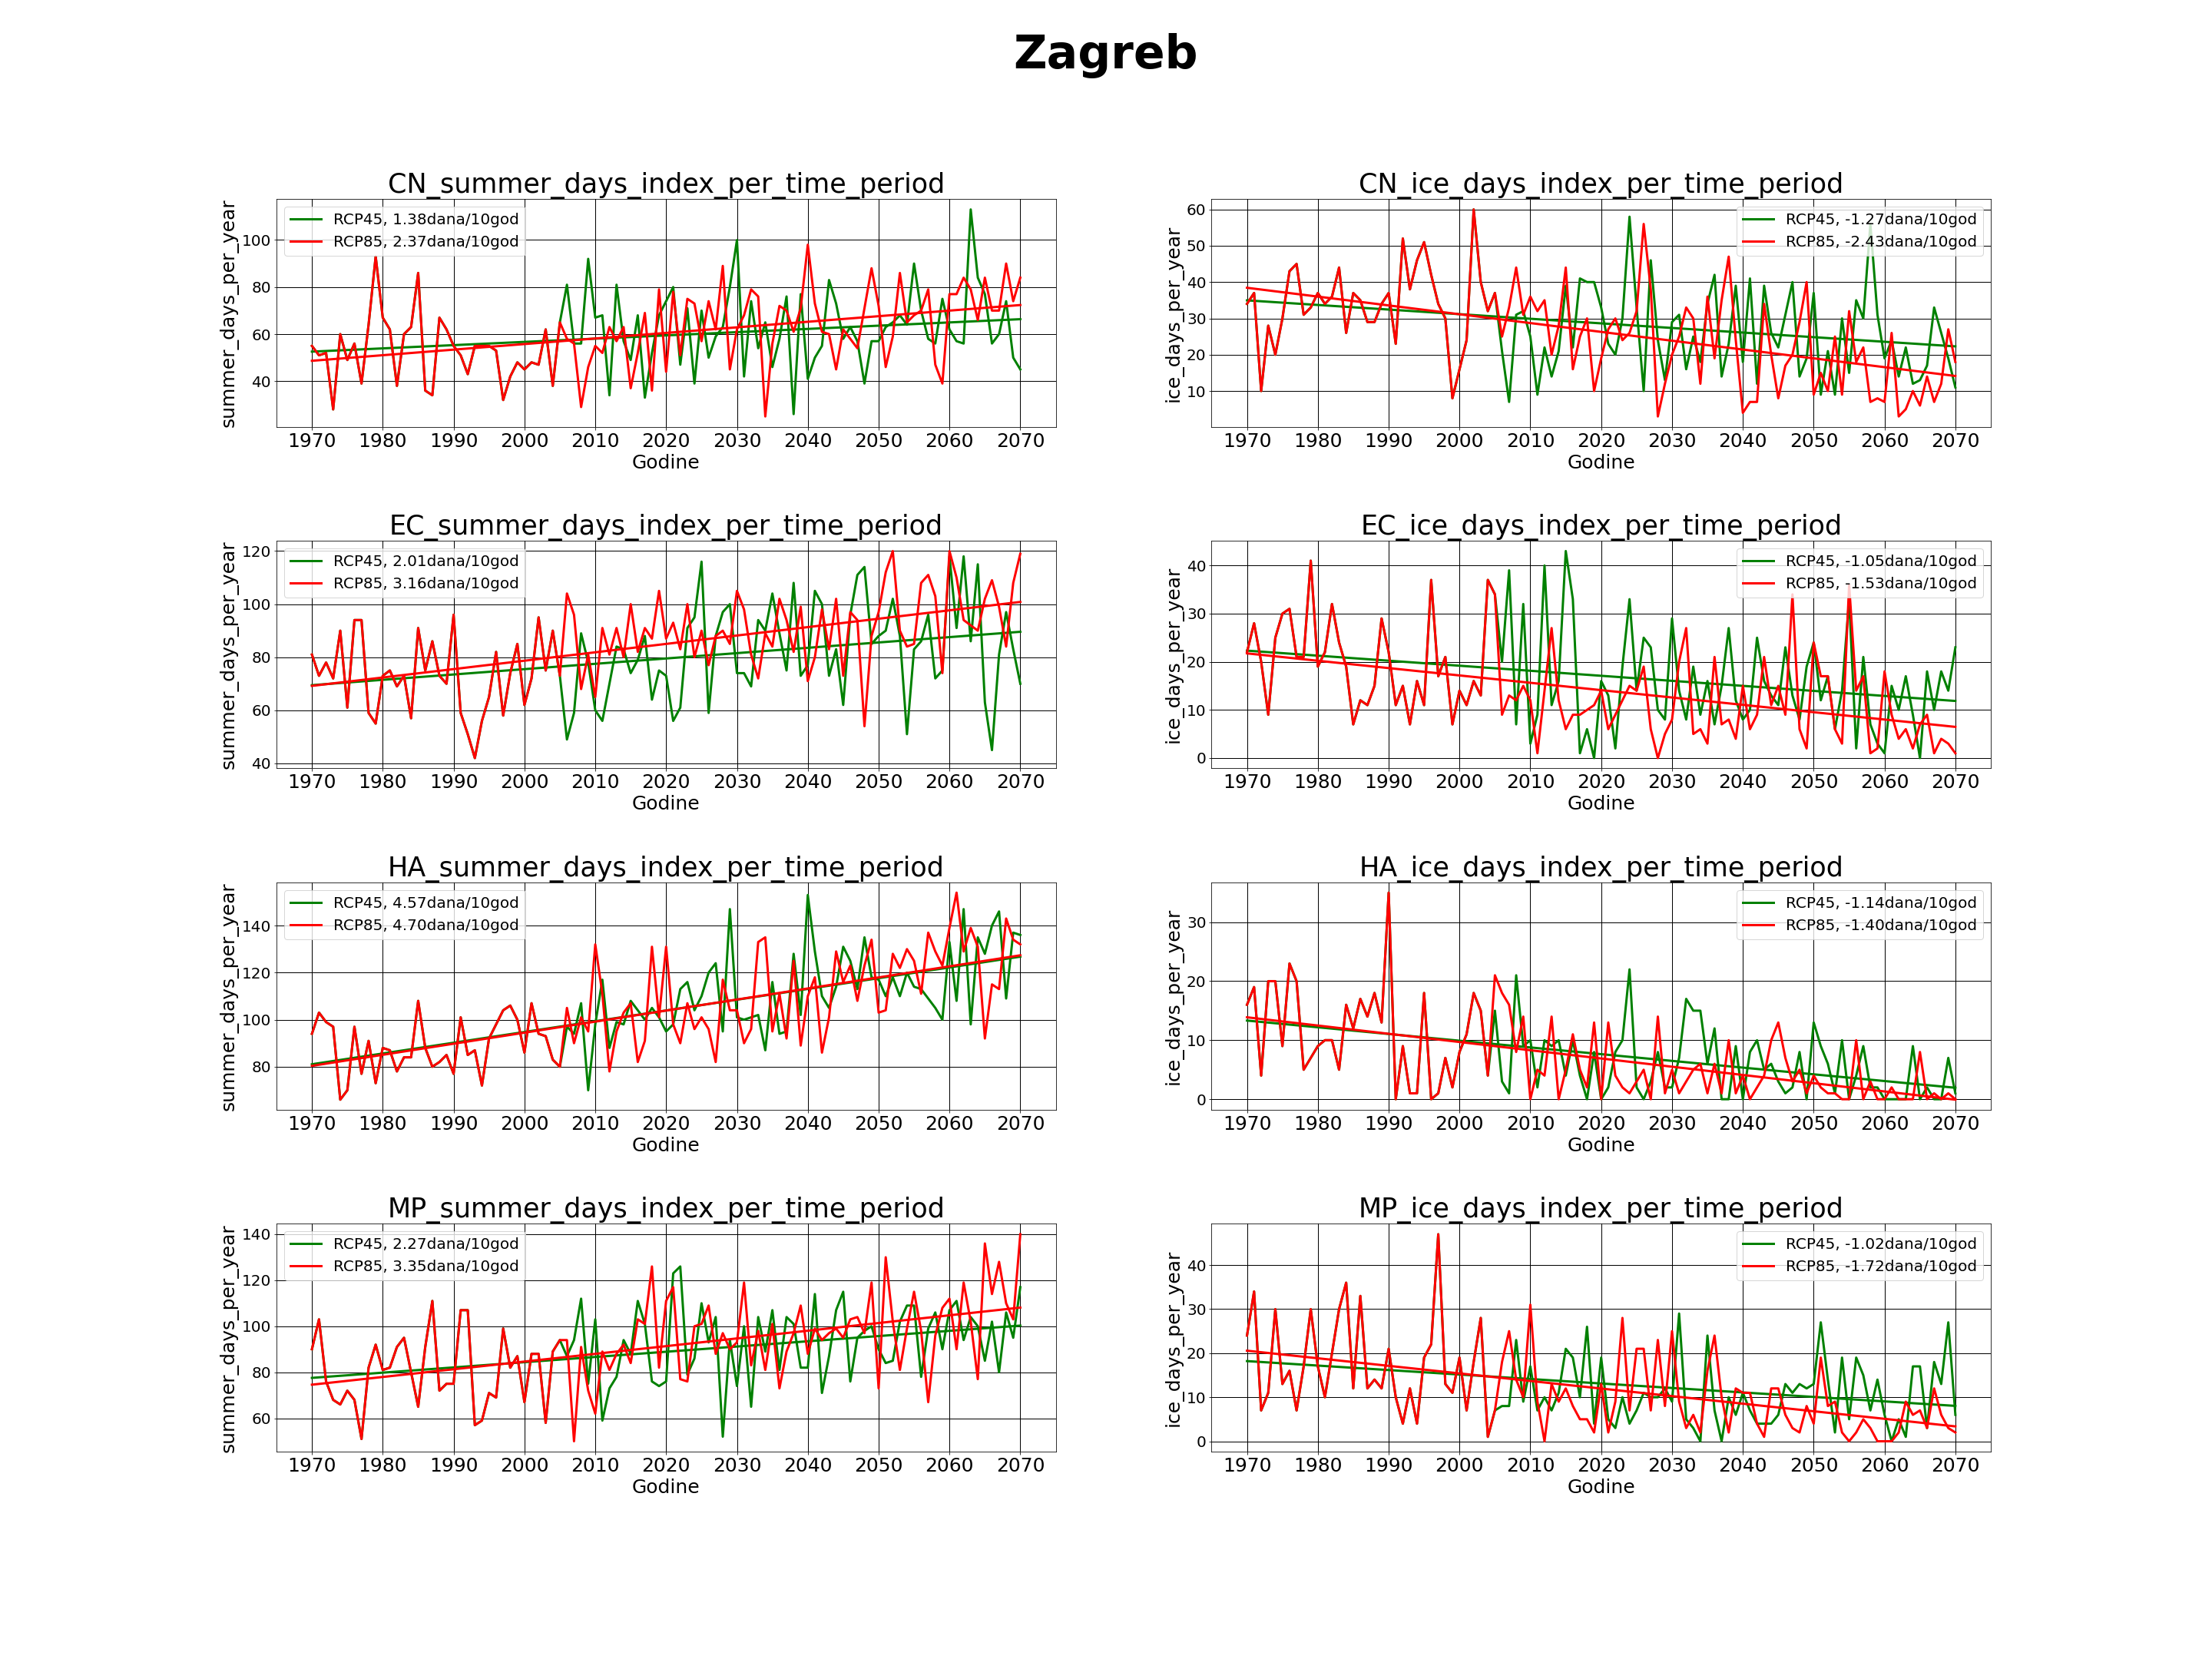 Zagreb
CN_summer_days_index_per_time_period
summer_days_per_year
100
80
60
40
RCP45, 1.38dana/10god
RCP85, 2.37dana/10god
1970 1980 1990 2000 2010 2020 2030 2040 2050 2060 2070
Godine
CN_ice_days_index_per_time_period
ice_days_per_year
60
50
40
30
20
10
RCP45, -1.27dana/10god
RCP85, -2.43dana/10god
1970 1980 1990 2000 2010 2020 2030 2040 2050 2060 2070
Godine
EC_summer_days_index_per_time_period
summer_days_per_year
120
100
80
60
40
RCP45, 2.01dana/10god
RCP85, 3.16dana/10god
1970 1980 1990 2000 2010 2020 2030 2040 2050 2060 2070
Godine
EC_ice_days_index_per_time_period
ice_days_per_year
40
30
20
10
0
RCP45, -1.05dana/10god
RCP85, -1.53dana/10god
1970 1980 1990 2000 2010 2020 2030 2040 2050 2060 2070
Godine
HA_summer_days_index_per_time_period
summer_days_per_year
140
120
100
80
RCP45, 4.57dana/10god
RCP85, 4.70dana/10god
1970 1980 1990 2000 2010 2020 2030 2040 2050 2060 2070
Godine
HA_ice_days_index_per_time_period
ice_days_per_year
30
20
10
0
RCP45, -1.14dana/10god
RCP85, -1.40dana/10god
1970 1980 1990 2000 2010 2020 2030 2040 2050 2060 2070
Godine
MP_summer_days_index_per_time_period
summer_days_per_year
140
120
100
80
60
RCP45, 2.27dana/10god
RCP85, 3.35dana/10god
1970 1980 1990 2000 2010 2020 2030 2040 2050 2060 2070
Godine
MP_ice_days_index_per_time_period
ice_days_per_year
40
30
20
10
0
RCP45, -1.02dana/10god
RCP85, -1.72dana/10god
1970 1980 1990 2000 2010 2020 2030 2040 2050 2060 2070
Godine